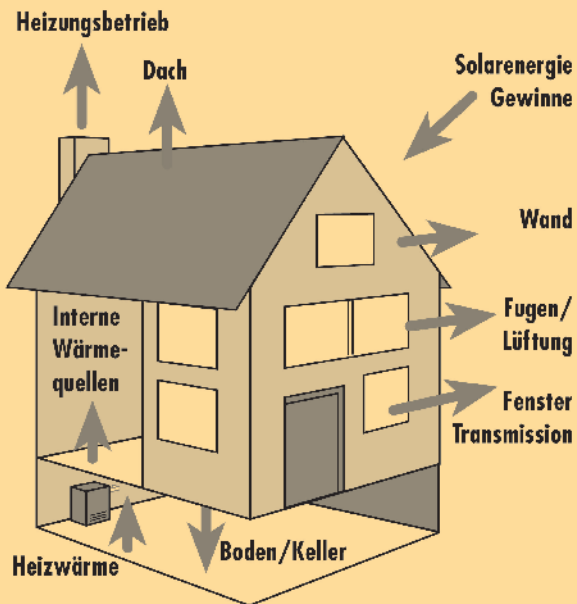 Heizungsbetrieb
Dach
Solarenergie
Gewinne
Wand
Fugen/
Lüftung
Interne
Wärme-
quellen
Fenster
Transmission
Boden/Keller
Heizwärme